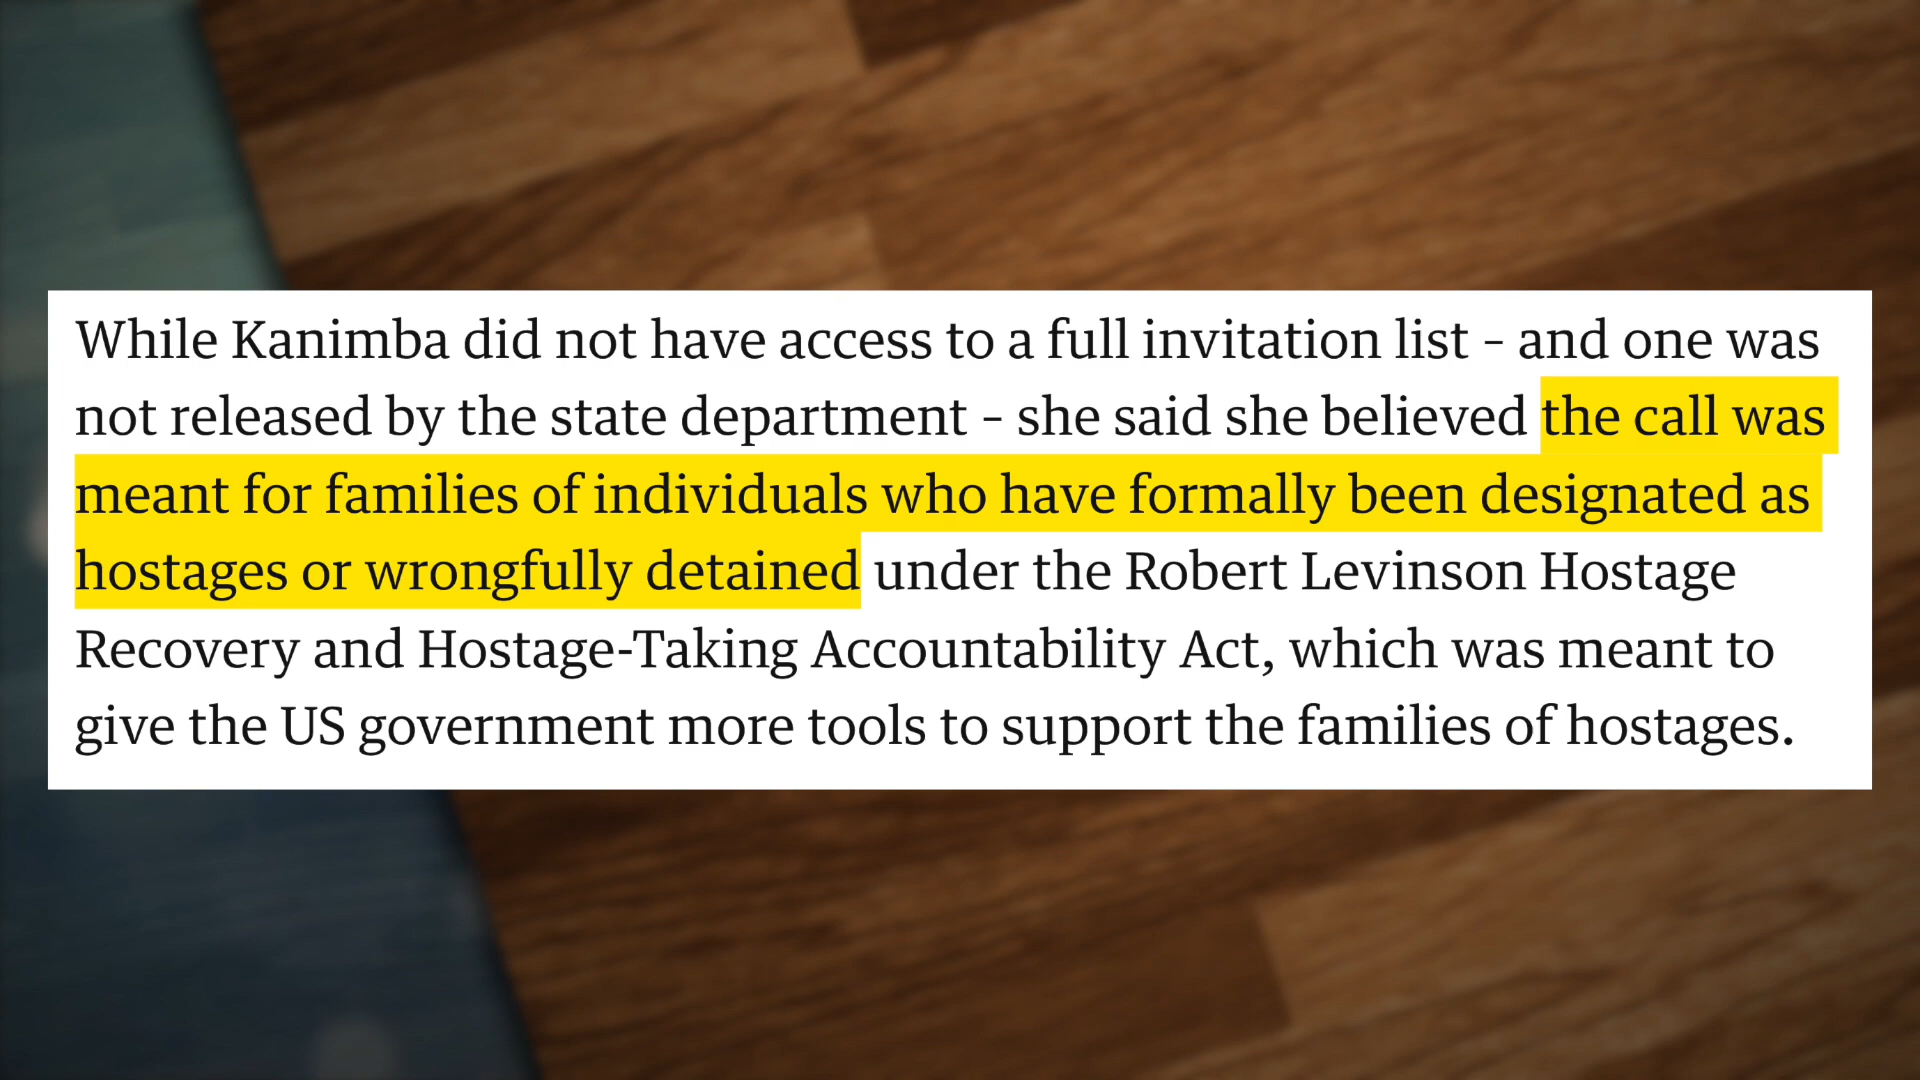 While Kanimba did not have access to a full invitation list – and one was
not released by the state department – she said she believed the call was
meant for families of individuals who have formally been designated as
hostages or wrongfully detained under the Robert Levinson Hostage
Recovery and Hostage-Taking Accountability Act, which was meant to
give the US government more tools to support the families of hostages.